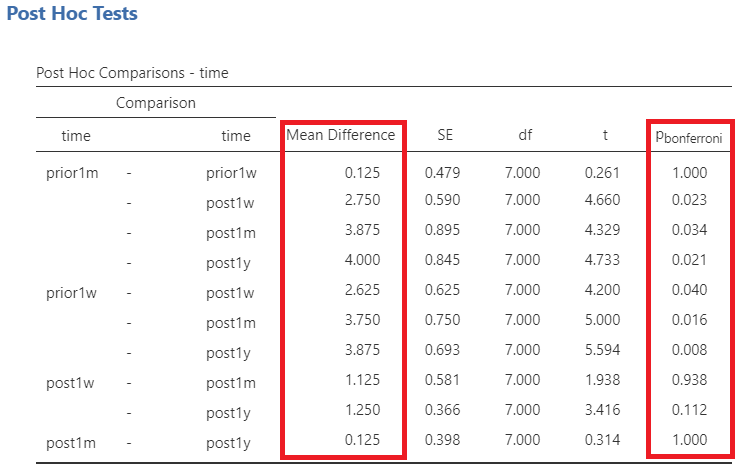 Post Hoc Tests
Post Hoc Comparisons - time
Comparison
time time Mean Difference SE df t pbonferroni
prior1m - prior1w 0.125 0.479 7.000 0.261 1.000
- post1w 2.750 0.590 7.000 4.660 0.023
- post1m 3.875 0.895 7.000 4.329 0.034
- post1y 4.000 0.845 7.000 4.733 0.021
prior1w - post1w 2.625 0.625 7.000 4.200 0.040
- post1m 3.750 0.750 7.000 5.000 0.016
- post1y 3.875 0.693 7.000 5.594 0.008
post1w - post1m 1.125 0.581 7.000 1.938 0.938
- post1y 1.250 0.366 7.000 3.416 0.112
post1m - post1y 0.125 0.398 7.000 0.314 1.000